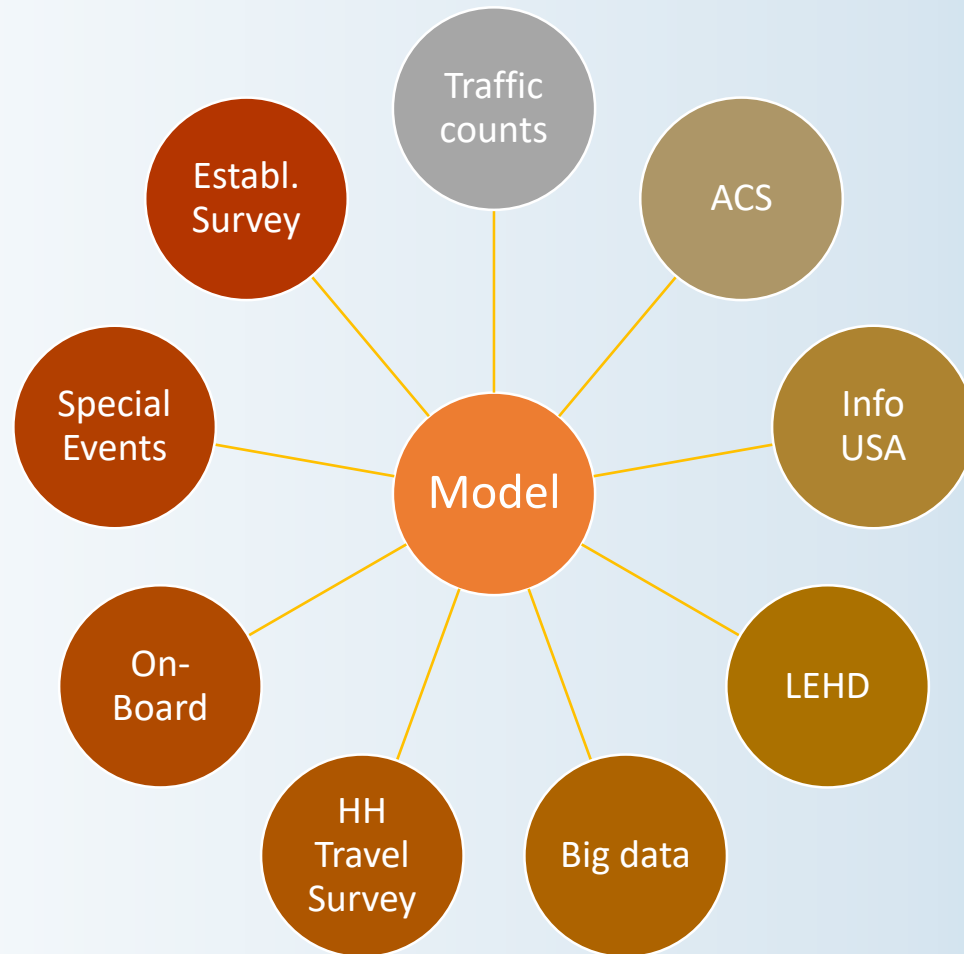 Traffic
counts
ACS
Info
USA
LEHD
Big data
HH
Travel
Survey
On-
Board
Special
Events
Establ.
Survey
Model